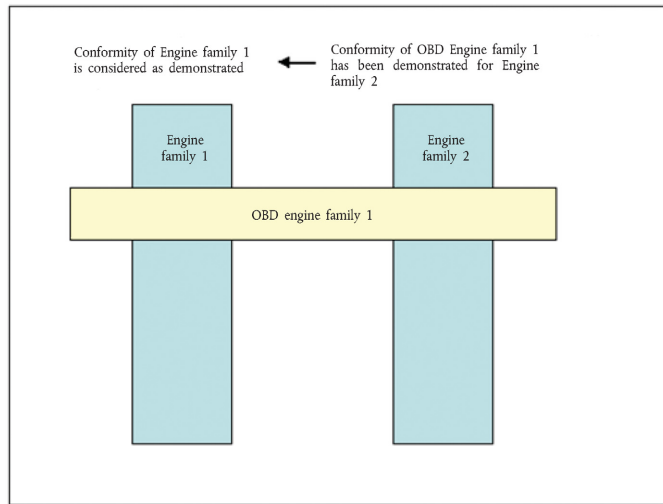 Conformity of Engine family 1
is considered as demonstrated
Conformity of OBD Engine family 1
has been demonstrated for Engine
family 2
Engine
family 1
Engine
family 2
OBD engine family 1